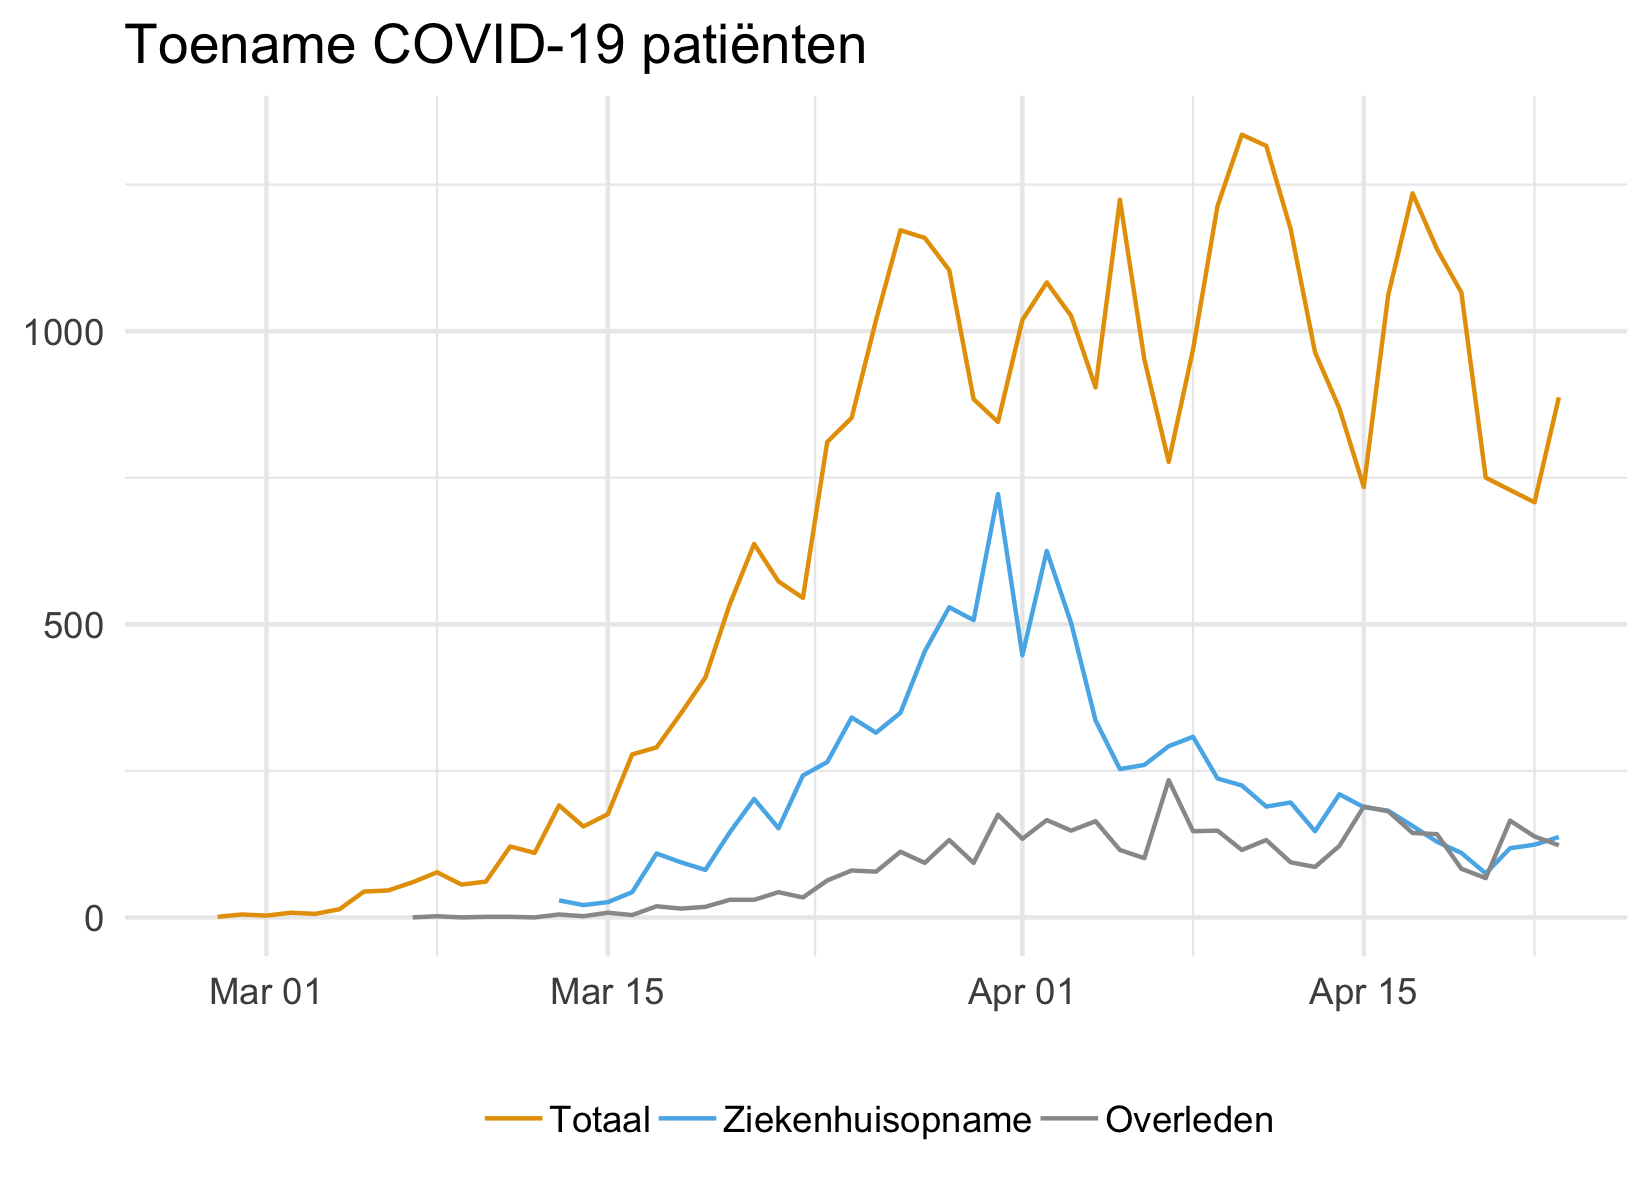 Toename COVID-19 patiënten
1000
500
0
Mar 01 Mar 15 Apr 01 Apr 15
Totaal Ziekenhuisopname Overleden